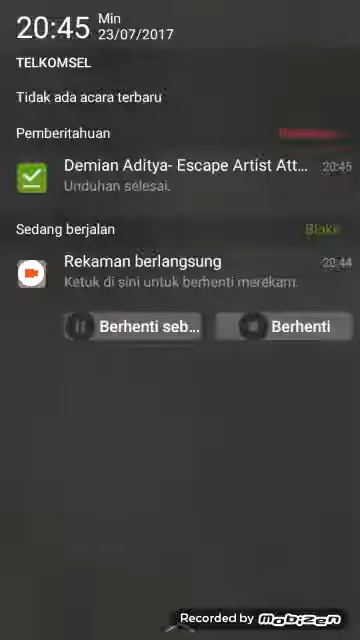 20:45 Min
23/07/2017
TELKOMSEL
Tidak ada acara terbaru
Pemberitahuan
Demian Aditya- Escape Artist Att... 20:45
Unduhan selesai.
Sedang berjalan
Rekaman berlangsung 20:44
Ketuk di sini untuk berhenti merekam.
Berhenti seb... Berhenti
Recorded by mobizen